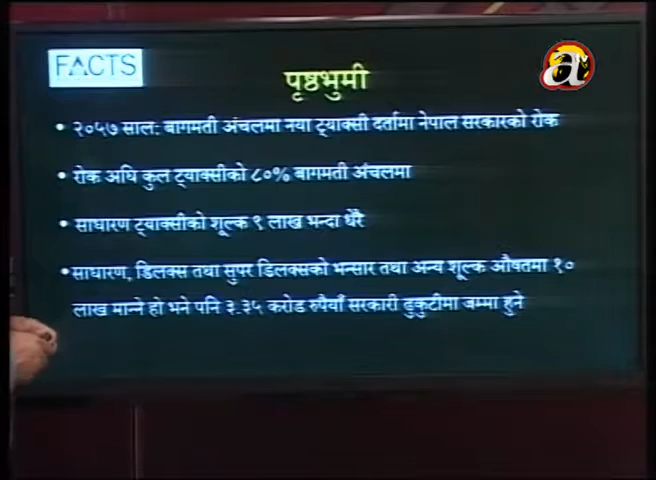 FACTS
a tv
पृष्ठभुमी
• २०५७ साल: बागमती अंचलमा नया ट्याक्सी दर्तामा नेपाल सरकारको रोक
• रोक अघि कुल ट्याक्सीको ८०% बागमती अंचलमा
• साधारण ट्याक्सीको शूल्क ९ लाख भन्दा धेरै
• साधारण, डिलक्स तथा सुपर डिलक्सको भन्सार तथा अन्य शूल्क औषतमा १०
लाख मान्ने हो भने पनि ३.३५ करोड रुपैयाँ सरकारी ढुकुटीमा जम्मा हुने